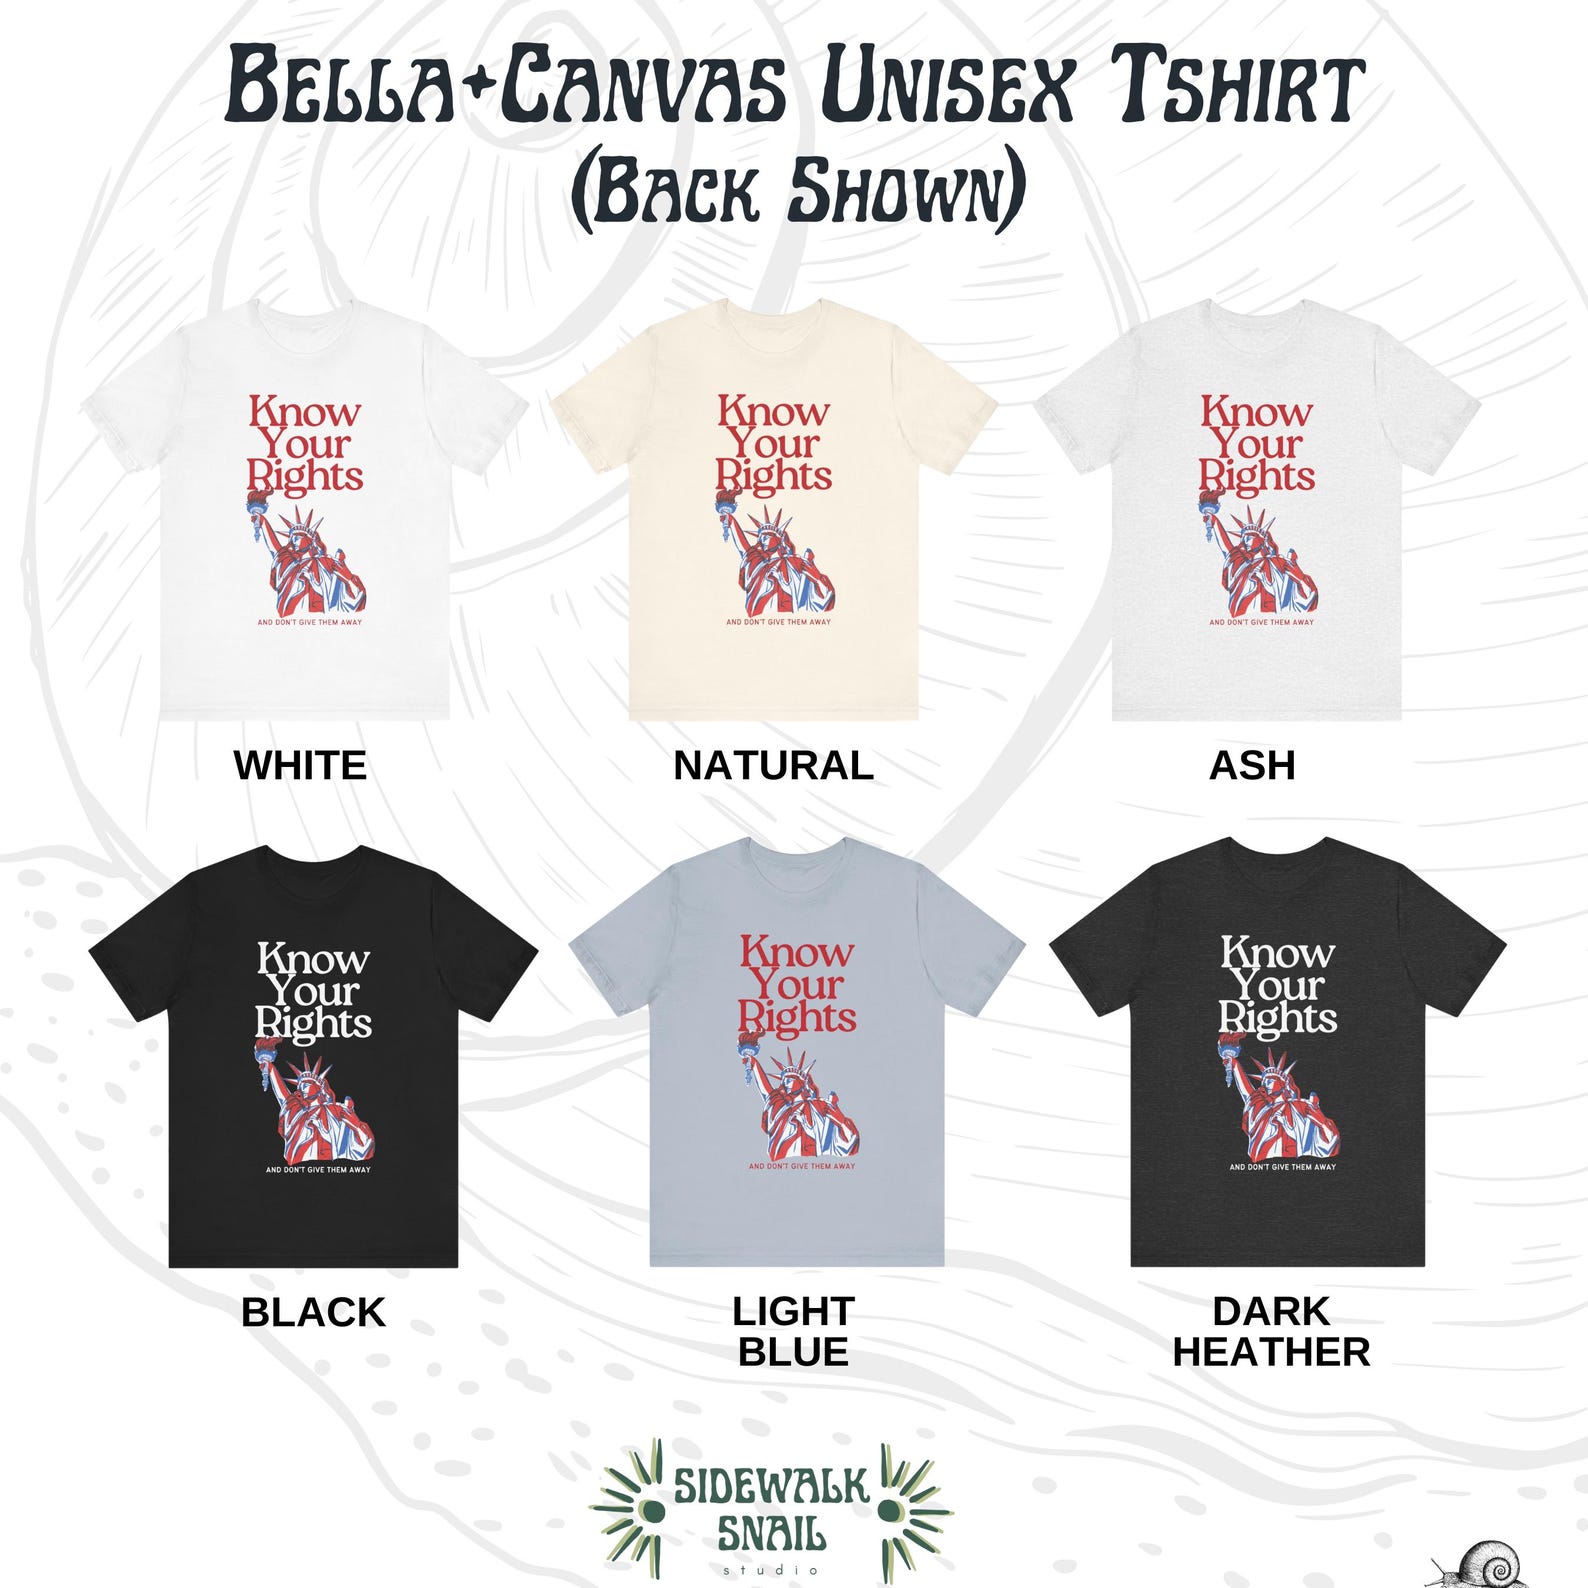 Bella+Canvas Unisex Tshirt
(Back Shown)
Know
Your
Rights
AND DON'T GIVE THEM AWAY
WHITE
Know
Your
Rights
AND DON'T GIVE THEM AWAY
NATURAL
Know
Your
Rights
AND DON'T GIVE THEM AWAY
ASH
Know
Your
Rights
AND DON'T GIVE THEM AWAY
BLACK
Know
Your
Rights
AND DON'T GIVE THEM AWAY
LIGHT
BLUE
Know
Your
Rights
AND DON'T GIVE THEM AWAY
DARK
HEATHER
SIDEWALK
SNAIL
studio